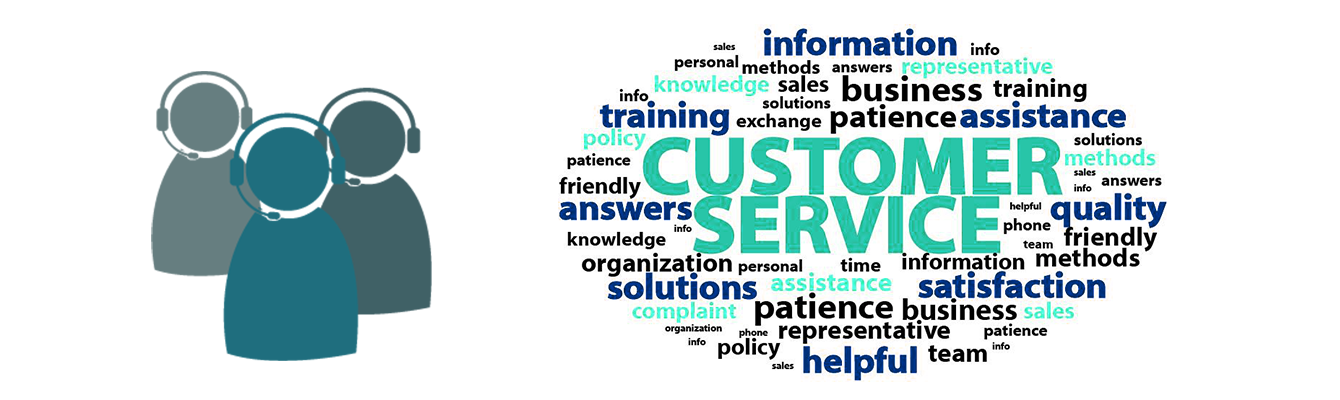 sales information info
personal methods answers representative
knowledge sales business training
info solutions
training exchange patience assistance
policy CUSTOMER solutions
patience methods
sales
friendly info answers
answers SERVICE helpful quality
info phone
knowledge team friendly
organization personal time information methods
solutions assistance satisfaction
complaint patience business sales
organization phone representative patience
info policy team info
sales helpful